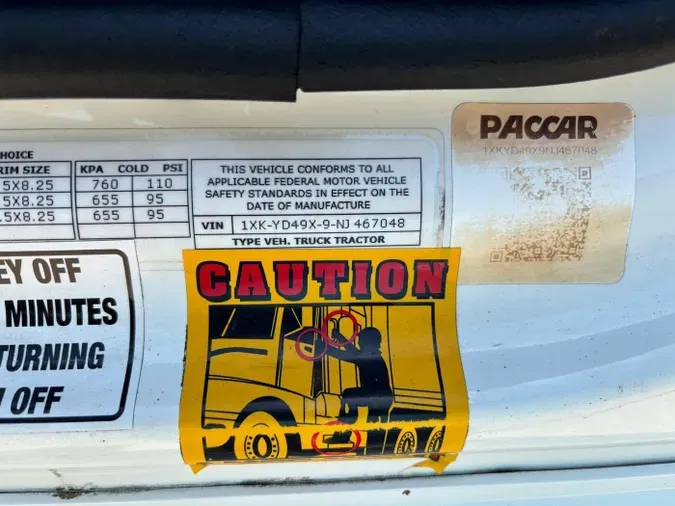 HOICE
RIM SIZE KPA COLD PSI
.5X8.25 760 110
.5X8.25 655 95
.5X8.25 655 95
THIS VEHICLE CONFORMS TO ALL
APPLICABLE FEDERAL MOTOR VEHICLE
SAFETY STANDARDS IN EFFECT ON THE
DATE OF MANUFACTURE
VIN 1XK-YD49X-9-NJ 467048
TYPE VEH. TRUCK TRACTOR
PACCAR
1XKYD49X9NJ467048
EY OFF
MINUTES
TURNING
OFF
CAUTION